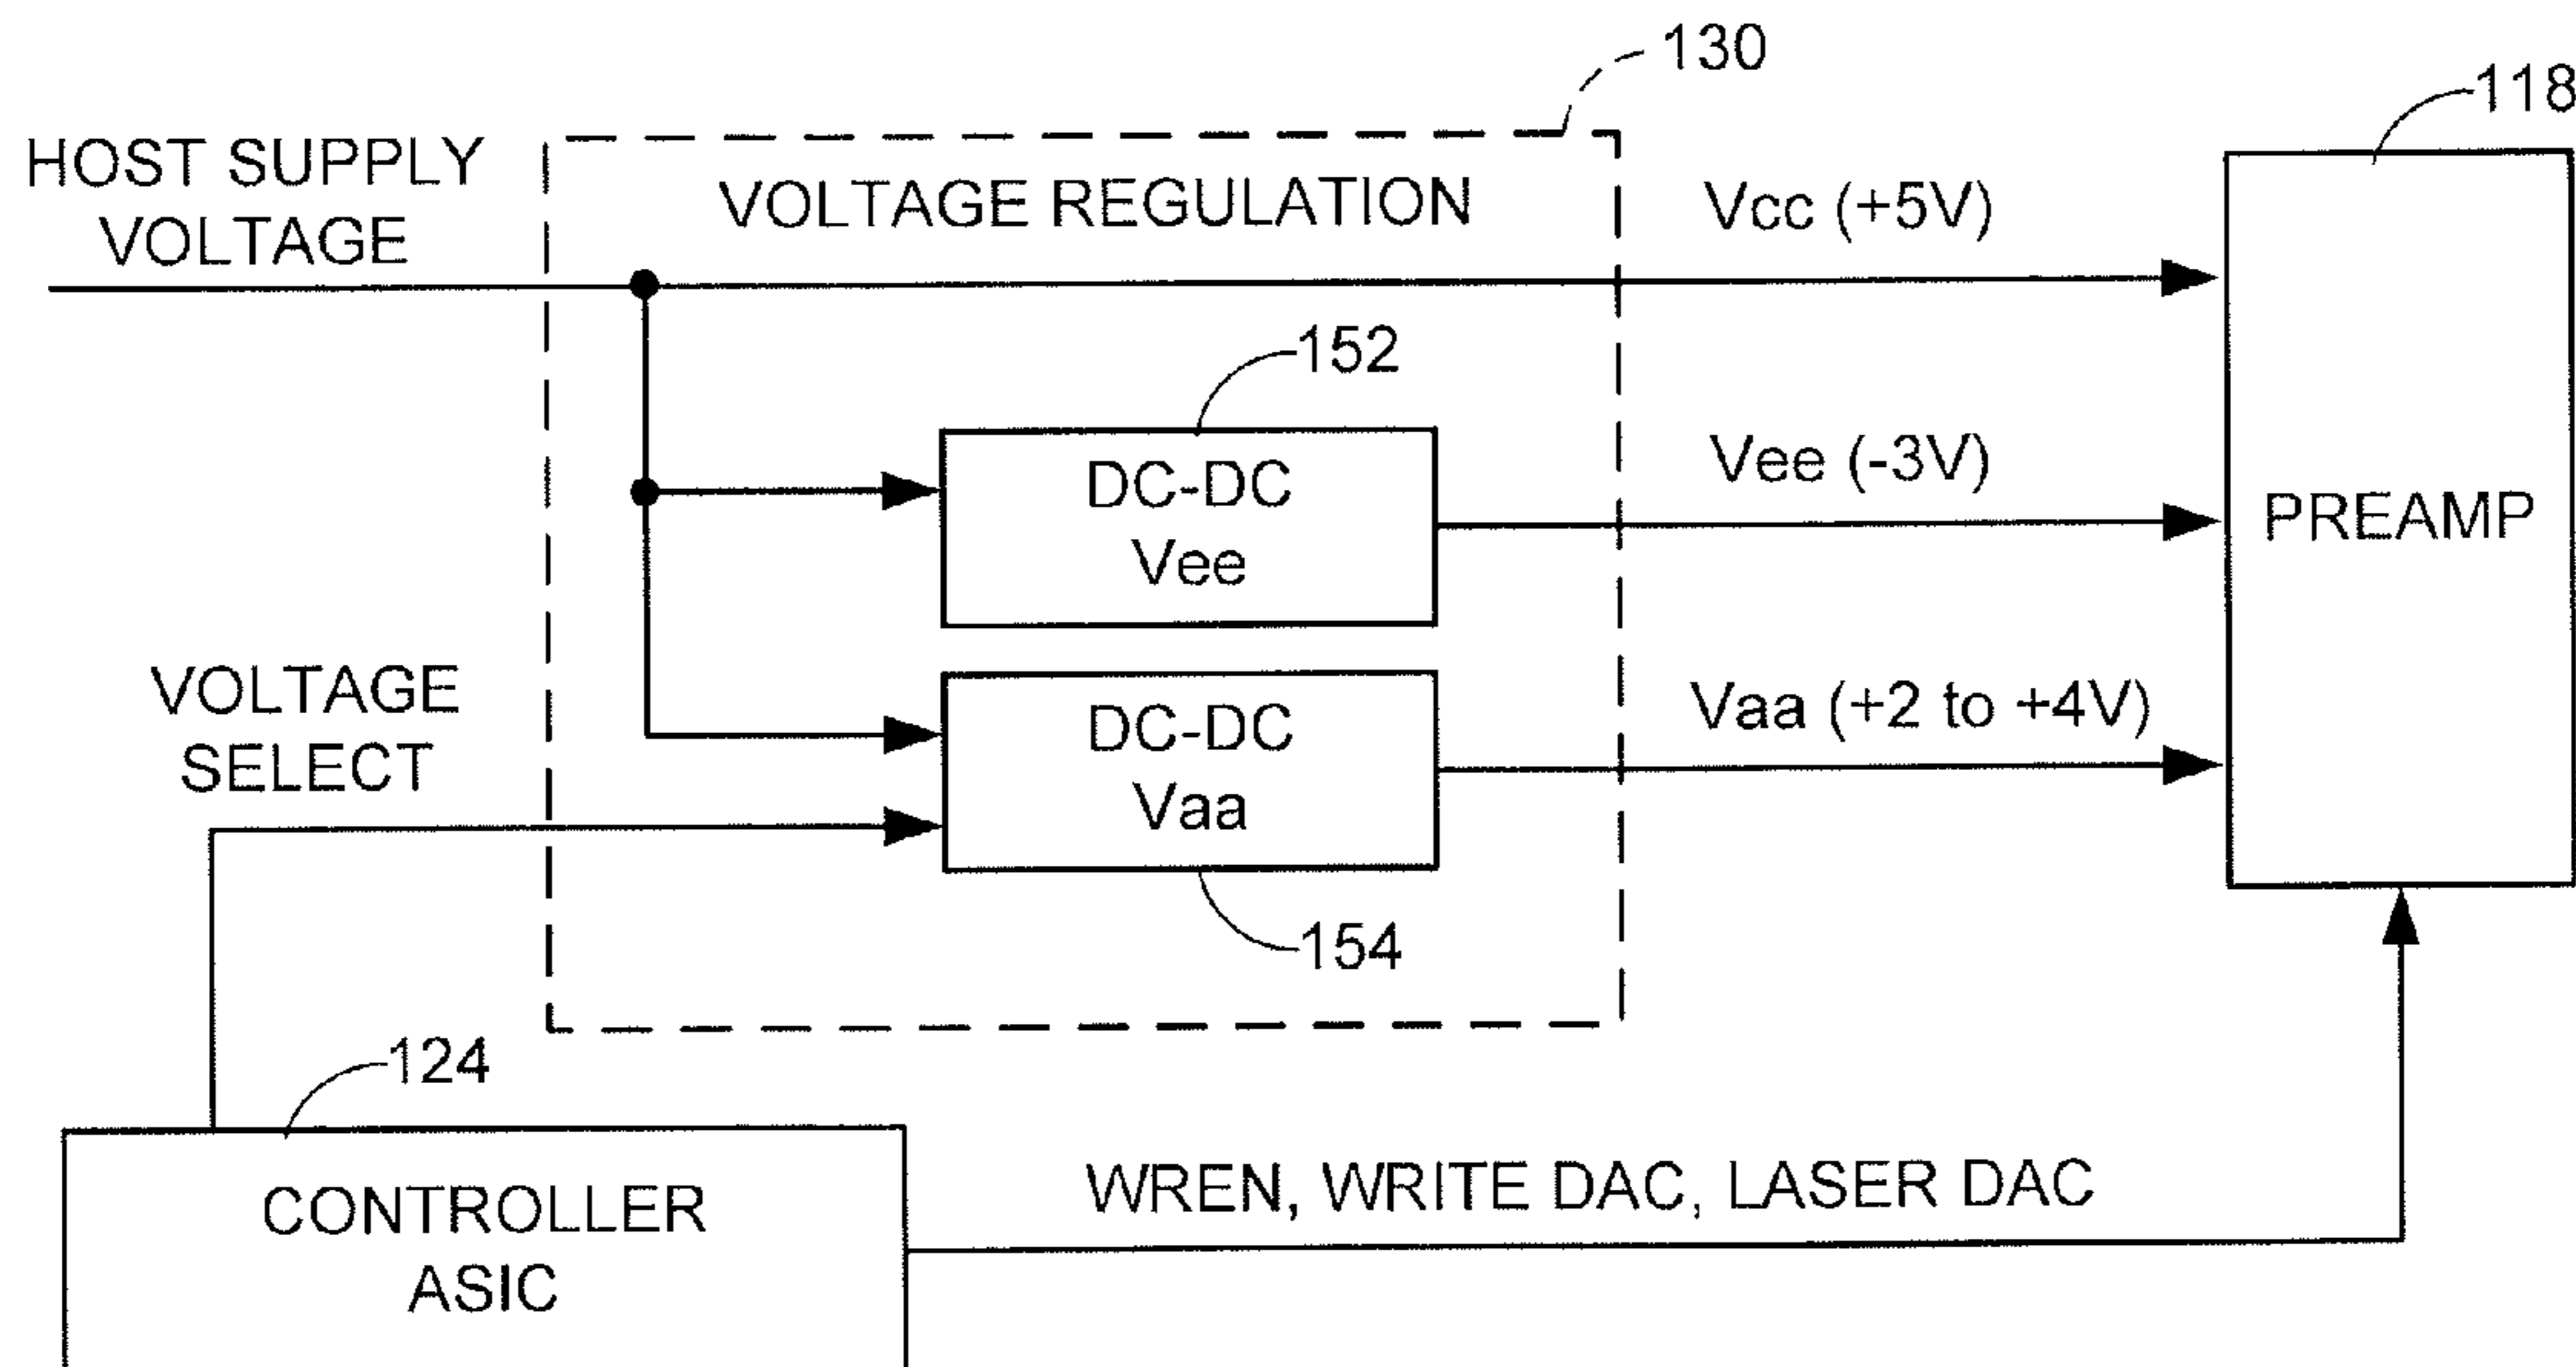 130
118
HOST SUPPLY
VOLTAGE
VOLTAGE REGULATION
Vcc (+5V)
152
DC-DC
Vee
Vee (-3V)
PREAMP
VOLTAGE
SELECT
DC-DC
Vaa
Vaa (+2 to +4V)
154
124
CONTROLLER
ASIC
WREN, WRITE DAC, LASER DAC